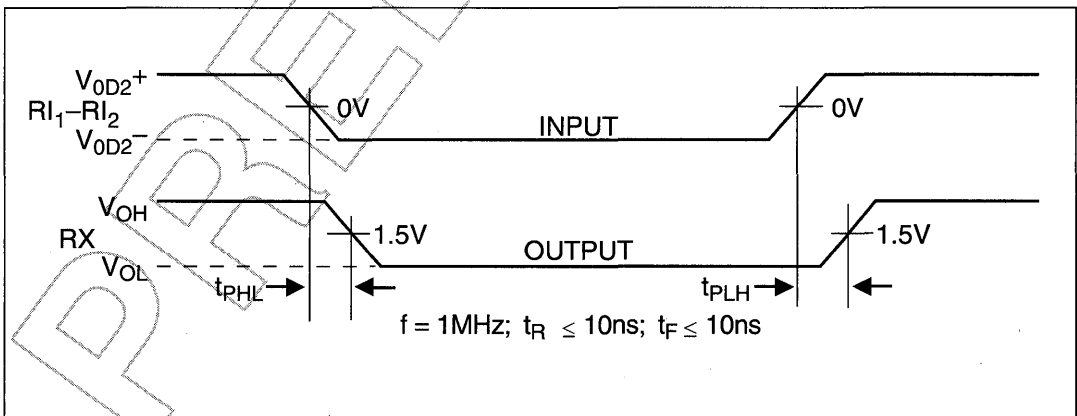 V0D2+
RI1–RI2
V0D2–
0V
INPUT
0V
VOH
RX
VOL
1.5V
OUTPUT
1.5V
tPHL
tPLH
f = 1MHz; tR ≤ 10ns; tF ≤ 10ns